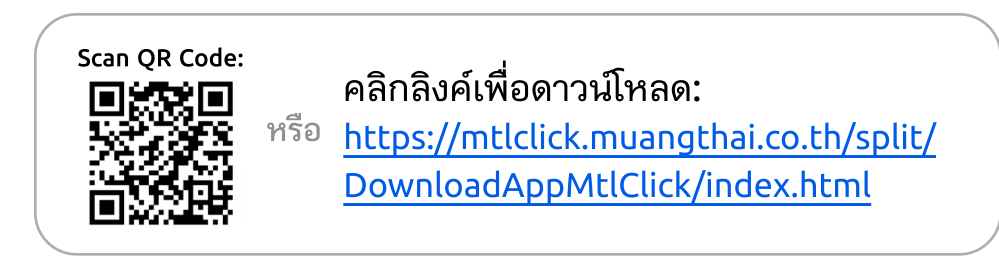 Scan QR Code:
หรือ
คลิกลิงค์เพื่อดาวน์โหลด:
https://mtlclick.muangthai.co.th/split/
DownloadAppMtlClick/index.html